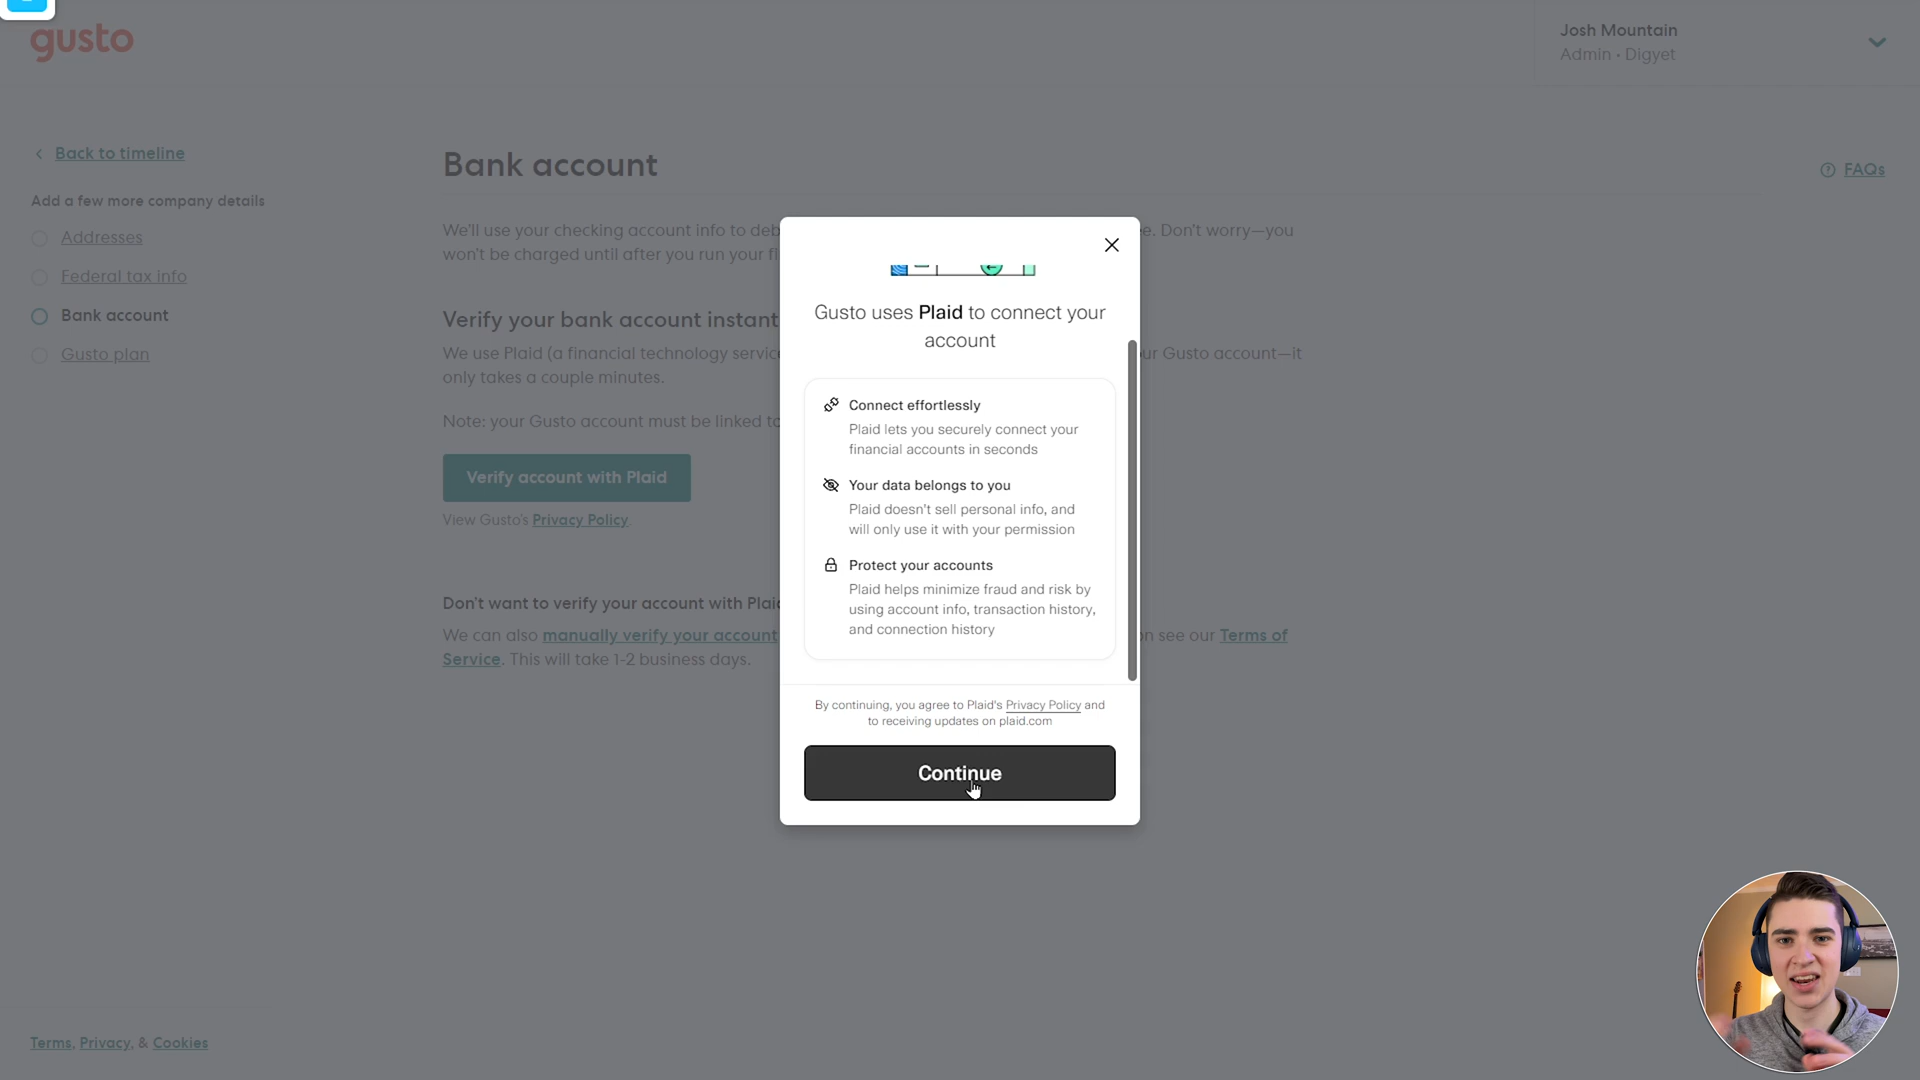 gusto
Josh Mountain
Admin • Digyet
Back to timeline
Add a few more company details
Addresses
Federal tax info
Bank account
Gusto plan
Bank account
FAQs
We'll use your checking account info to deb
e. Don't worry—you
won't be charged until after you run your fi
Verify your bank account instant
We use Plaid (a financial technology servic
ur Gusto account—it
only takes a couple minutes.
Note: your Gusto account must be linked to
Verify account with Plaid
View Gusto's Privacy Policy.
Don't want to verify your account with Plaid
We can also manually verify your account
n see our Terms of
Service. This will take 1-2 business days.
Gusto uses Plaid to connect your
account
Connect effortlessly
Plaid lets you securely connect your
financial accounts in seconds
Your data belongs to you
Plaid doesn't sell personal info, and
will only use it with your permission
Protect your accounts
Plaid helps minimize fraud and risk by
using account info, transaction history,
and connection history
By continuing, you agree to Plaid's Privacy Policy and
to receiving updates on plaid.com
Continue
Terms, Privacy, & Cookies